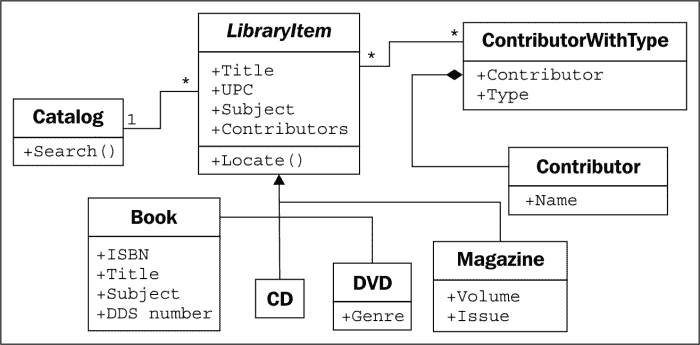 LibraryItem
+Title
+UPC
+Subject
+Contributors
+Locate()
*
*
ContributorWithType
+Contributor
+Type
Catalog
+Search()
1
*
Contributor
+Name
Book
+ISBN
+Title
+Subject
+DDS number
CD
DVD
+Genre
Magazine
+Volume
+Issue